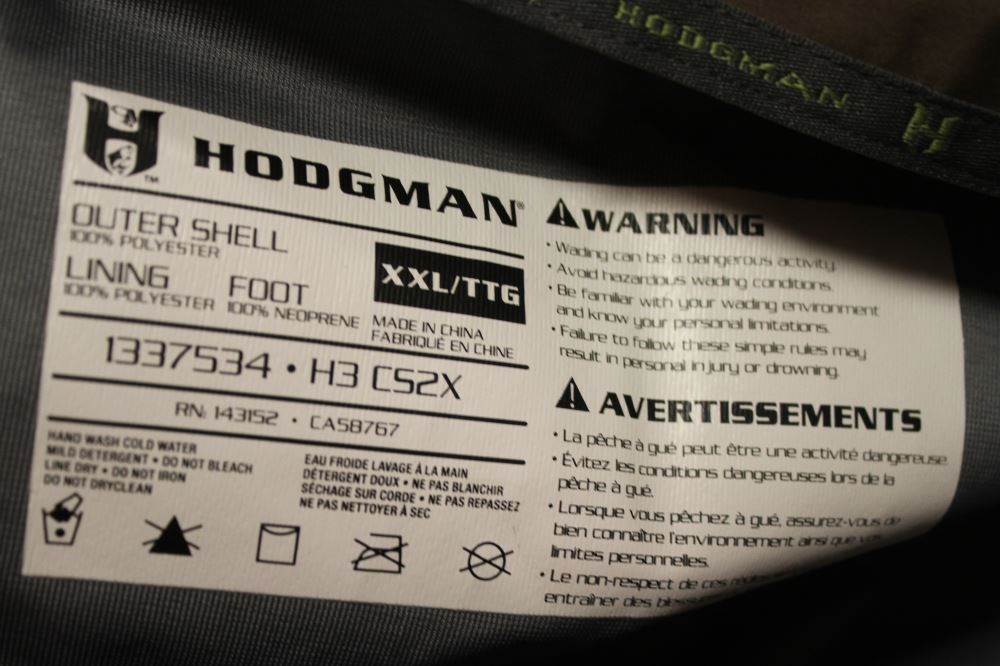 HODGMAN H
HODGMAN®
OUTER SHELL
100% POLYESTER
LINING
100% POLYESTER
FOOT
100% NEOPRENE
XXL/TTG
MADE IN CHINA
FABRIQUÉ EN CHINE
1337534 • H3 CS2X
RN: 143152 • CA58767
HAND WASH COLD WATER
MILD DETERGENT • DO NOT BLEACH
LINE DRY • DO NOT IRON
DO NOT DRYCLEAN
EAU FROIDE LAVAGE À LA MAIN
DÉTERGENT DOUX • NE PAS BLANCHIR
SÉCHAGE SUR CORDE • NE PAS REPASSEZ
NE PAS NETTOYER À SEC
WARNING
• Wading can be a dangerous activity.
• Avoid hazardous wading conditions.
• Be familiar with your wading environment
and know your personal limitations.
• Failure to follow these simple rules may
result in personal injury or drowning.
AVERTISSEMENTS
• La pêche à gué peut être une activité dangereuse.
• Évitez les conditions dangereuses lors de la
pêche à gué.
• Lorsque vous pêchez à gué, assurez-vous de
bien connaître l'environnement ainsi que vos
limites personnelles.
• Le non-respect de ces
entraîner des